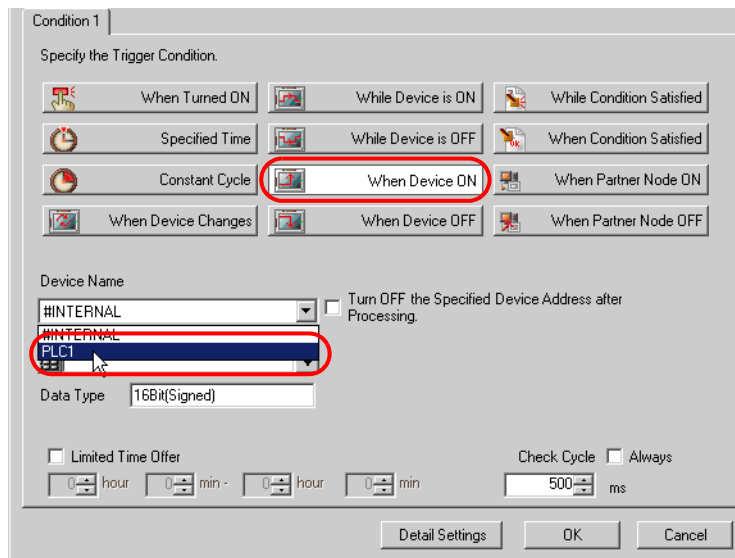 Condition 1
Specify the Trigger Condition.
When Turned ON While Device is ON While Condition Satisfied
Specified Time While Device is OFF When Condition Satisfied
Constant Cycle When Device ON When Partner Node ON
When Device Changes When Device OFF When Partner Node OFF
Device Name
#INTERNAL Turn OFF the Specified Device Address after
Processing.
#INTERNAL
PLC1
Data Type 16Bit(Signed)
Limited Time Offer Check Cycle Always
0 hour 0 min - 0 hour 0 min 500 ms
Detail Settings OK Cancel